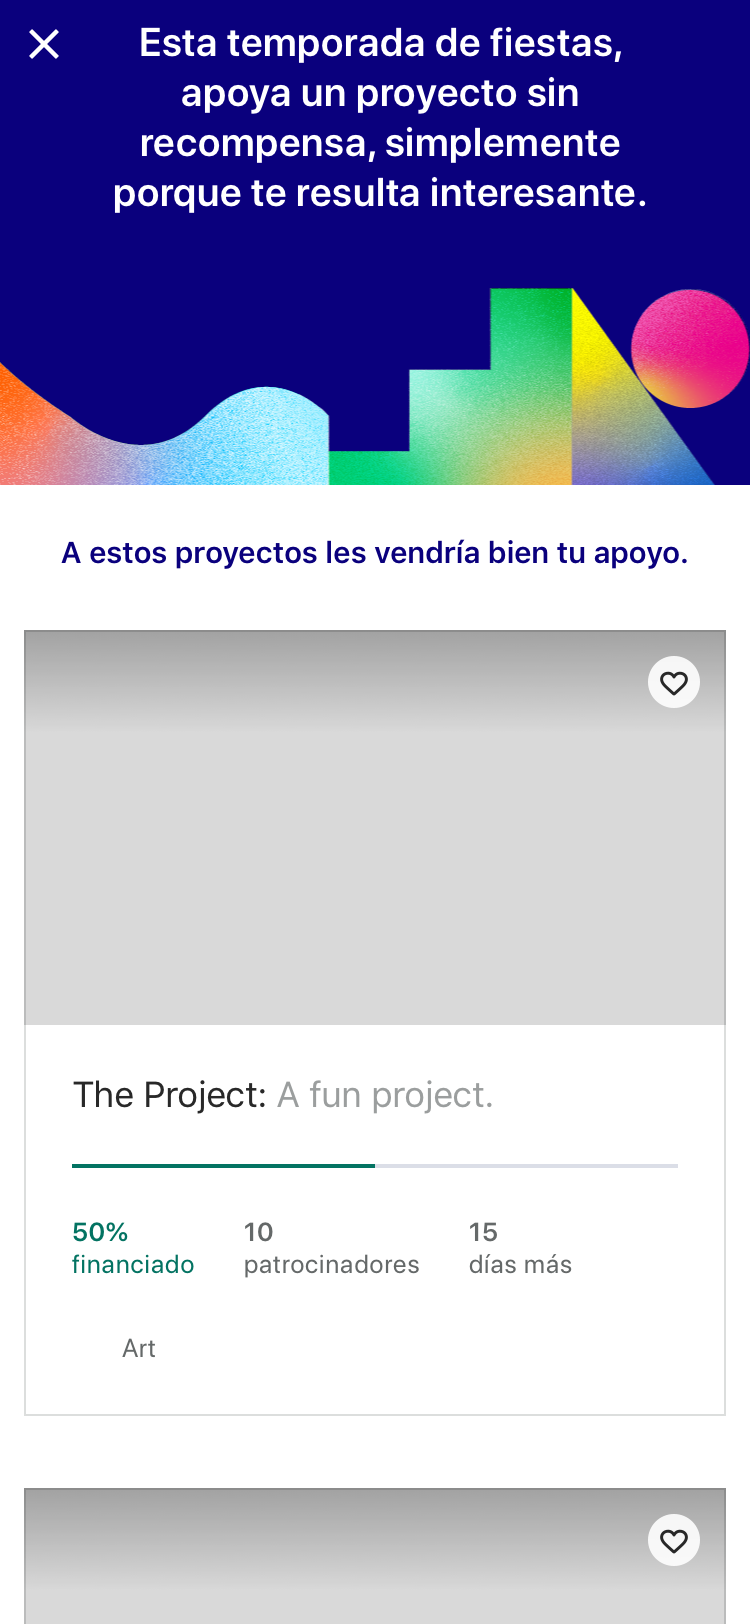 Esta temporada de fiestas,
apoya un proyecto sin
recompensa, simplemente
porque te resulta interesante.
A estos proyectos les vendría bien tu apoyo.
The Project: A fun project.
50% 10 15
financiado patrocinadores días más
Art